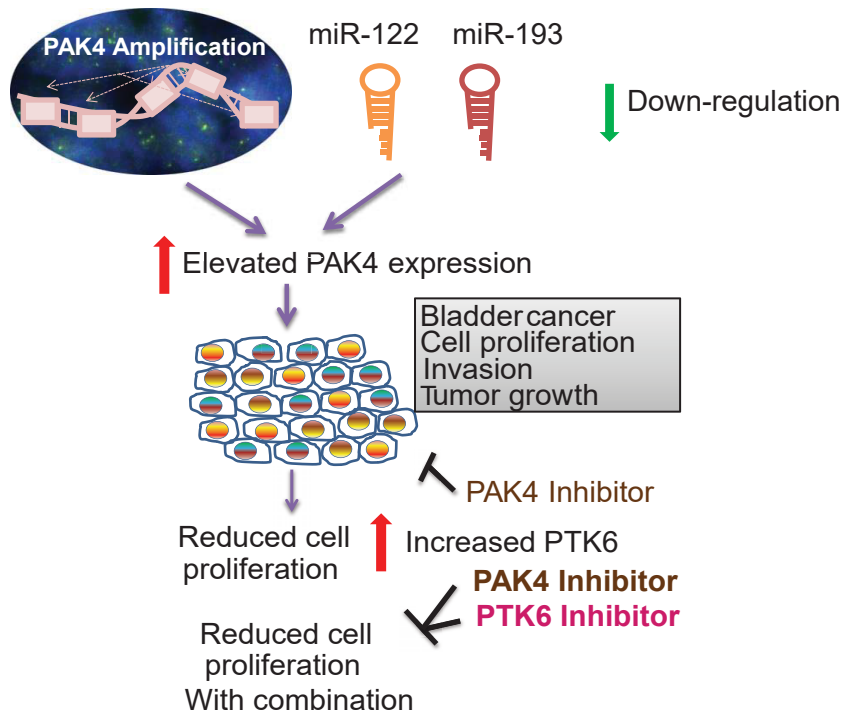 PAK4 Amplification
miR-122
miR-193
Down-regulation
Elevated PAK4 expression
Bladder cancer
Cell proliferation
Invasion
Tumor growth
PAK4 Inhibitor
Reduced cell
proliferation
Increased PTK6
PAK4 Inhibitor
PTK6 Inhibitor
Reduced cell
proliferation
With combination